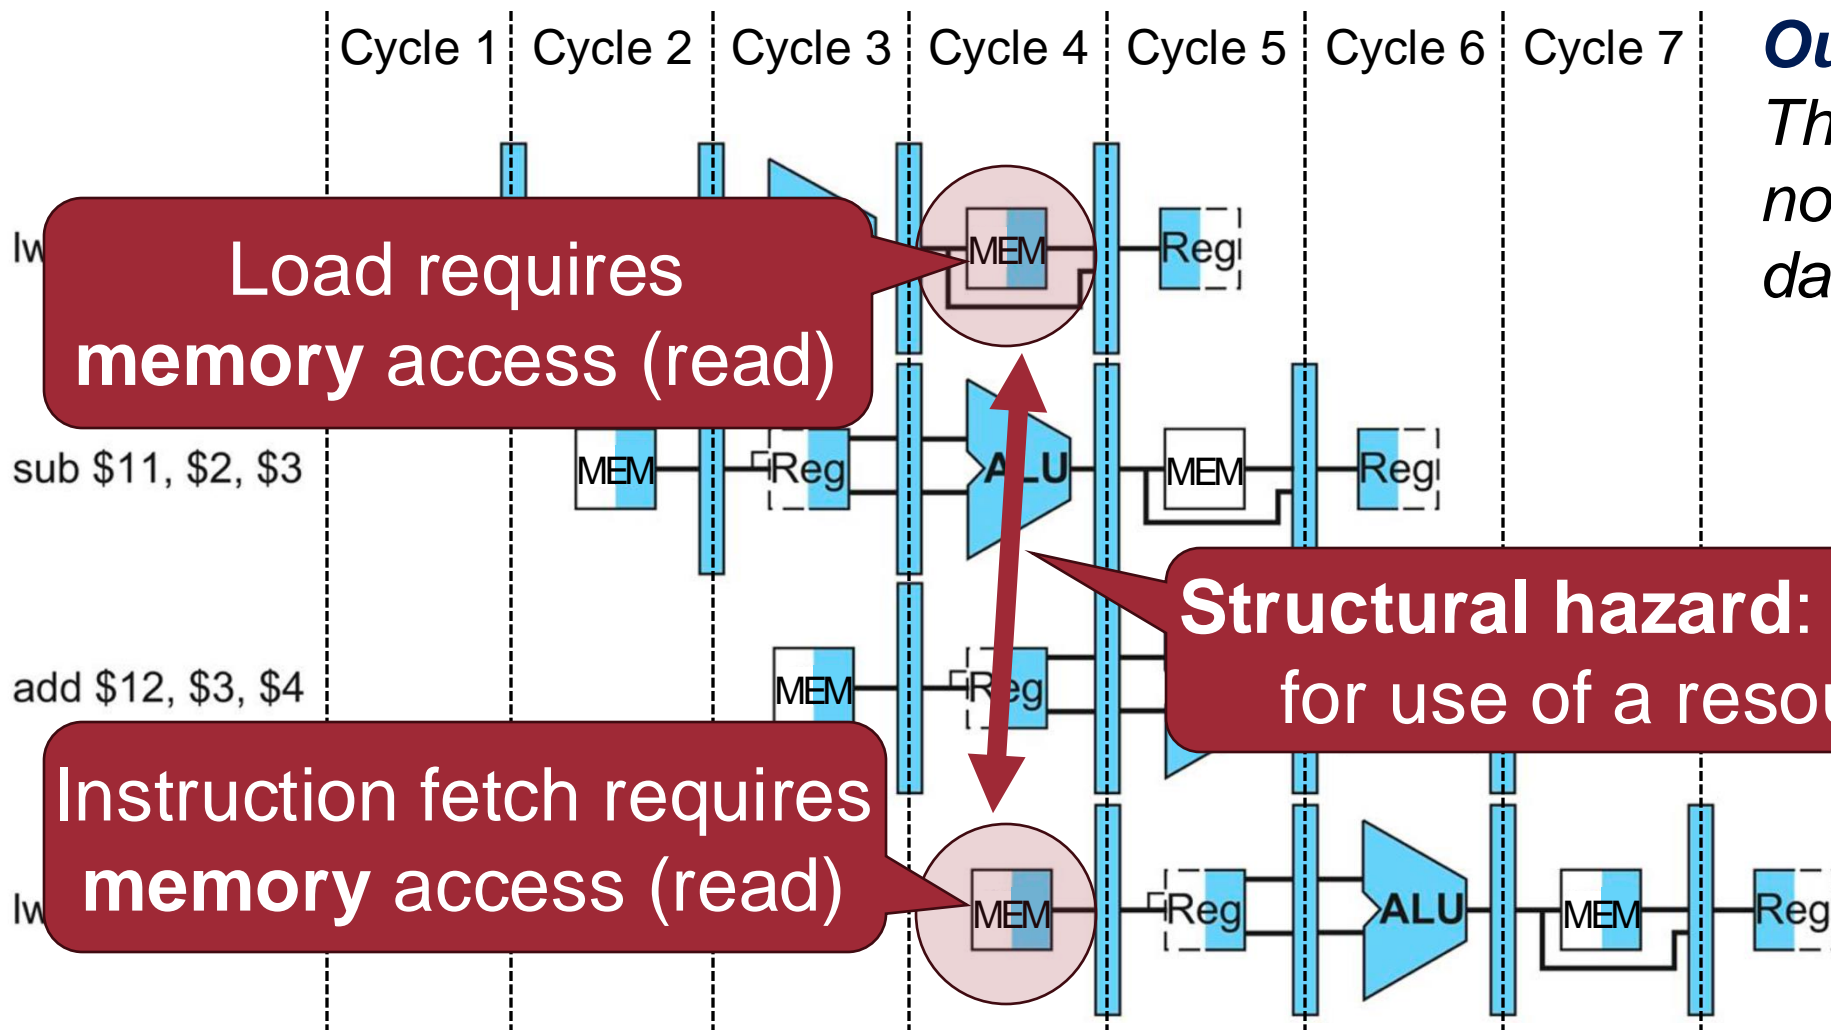 Cycle 1 Cycle 2 Cycle 3 Cycle 4 Cycle 5 Cycle 6 Cycle 7
Load requires
memory access (read)
MEM Reg
sub $11, $2, $3 MEM Reg ALU MEM Reg
Structural hazard:
for use of a
add $12, $3, $4 MEM Reg
Instruction fetch requires
memory access (read)
lw MEM Reg ALU MEM Reg